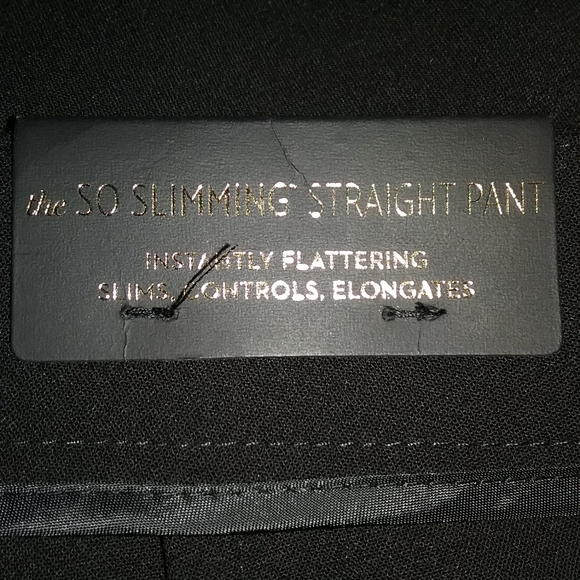 the SO SLIMMING® STRAIGHT PANT
INSTANTLY FLATTERING
SLIMS, CONTROLS, ELONGATES